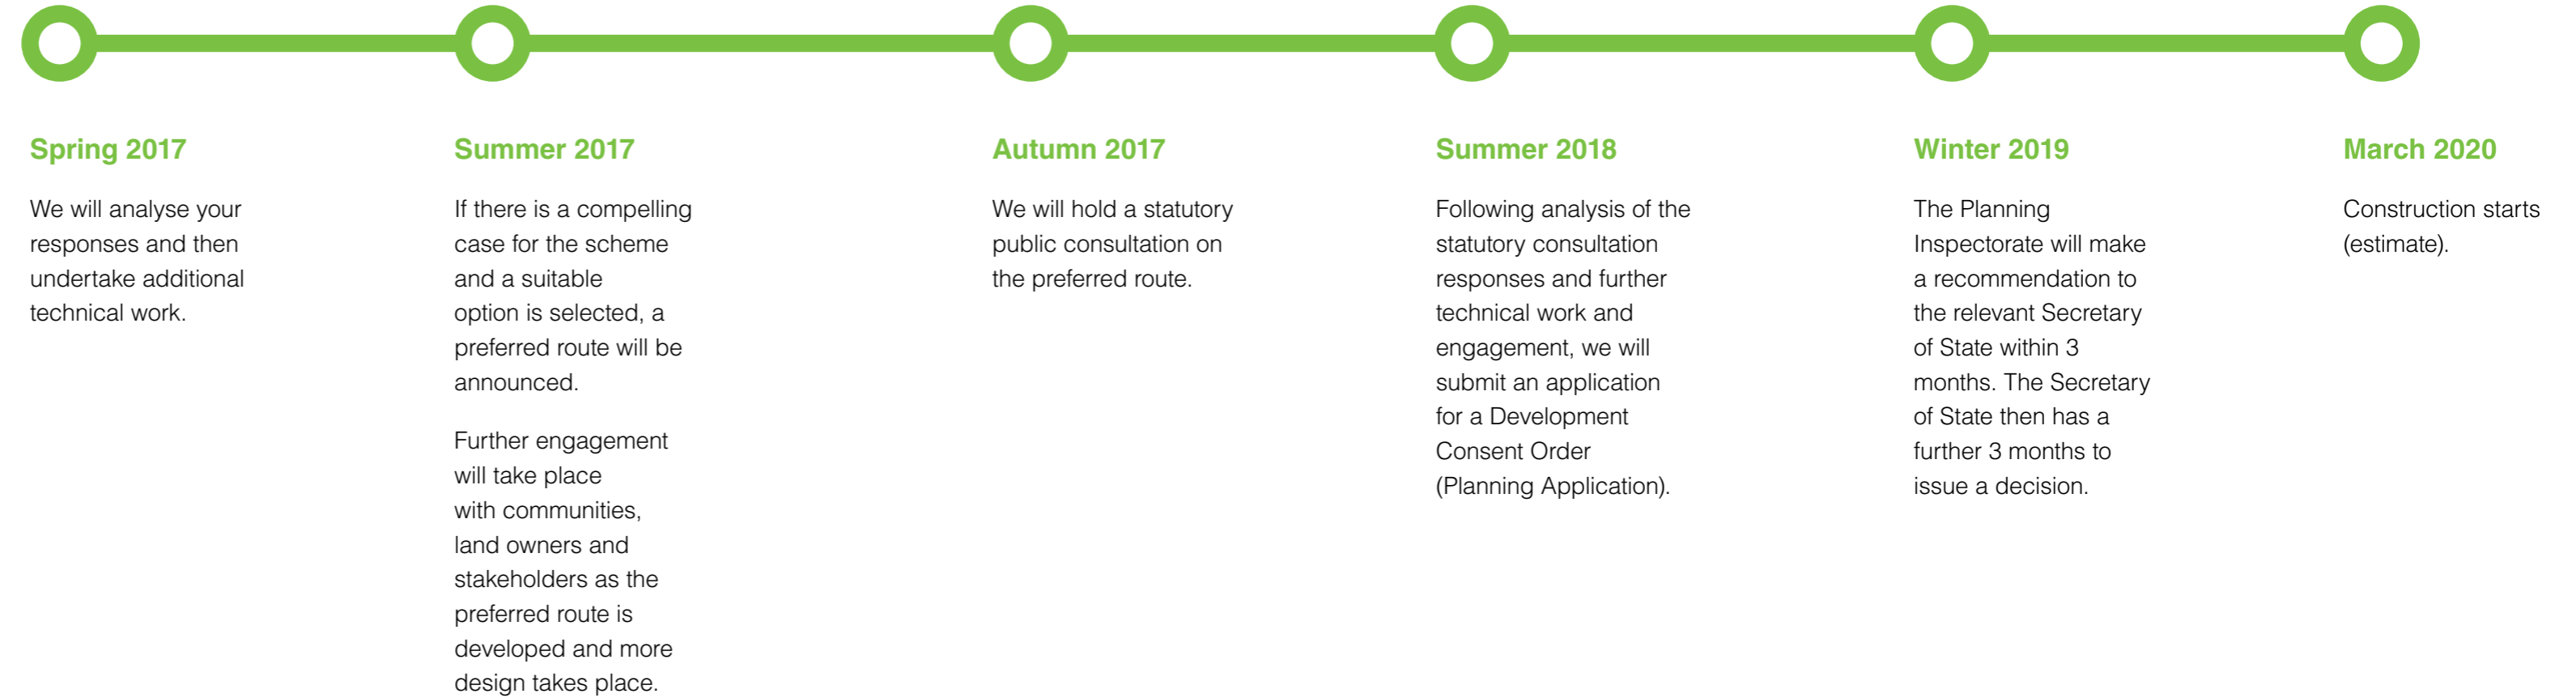 Spring 2017
We will analyse your
responses and then
undertake additional
technical work.
Summer 2017
If there is a compelling
case for the scheme
and a suitable
option is selected, a
preferred route will be
announced.
Further engagement
will take place
with communities,
land owners and
stakeholders as the
preferred route is
developed and more
design takes place.
Autumn 2017
We will hold a statutory
public consultation on
the preferred route.
Summer 2018
Following analysis of the
statutory consultation
responses and further
technical work and
engagement, we will
submit an application
for a Development
Consent Order
(Planning Application).
Winter 2019
The Planning
Inspectorate will make
a recommendation to
the relevant Secretary
of State within 3
months. The Secretary
of State then has a
further 3 months to
issue a decision.
March 2020
Construction starts
(estimate).